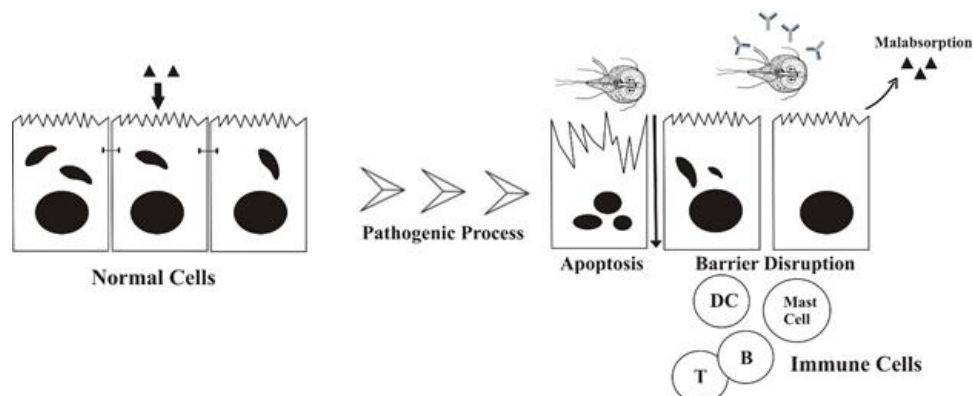 Malabsorption
Pathogenic Process
Normal Cells
Apoptosis
Barrier Disruption
DC
Mast
Cell
B
T
Immune Cells